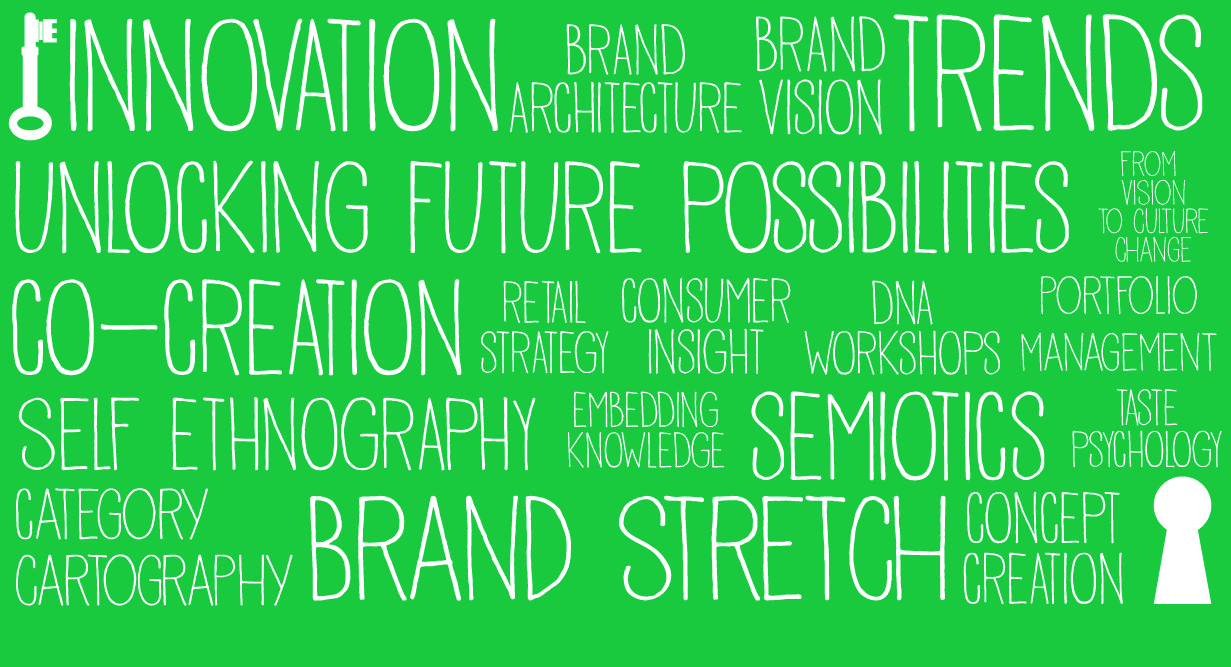 INNOVATION
BRAND
ARCHITECTURE
BRAND
VISION
TRENDS
UNLOCKING FUTURE POSSIBILITIES
FROM
VISION
TO CULTURE
CHANGE
CO-CREATION
RETAIL
STRATEGY
CONSUMER
INSIGHT
DNA
WORKSHOPS
PORTFOLIO
MANAGEMENT
SELF ETHNOGRAPHY
EMBEDDING
KNOWLEDGE
SEMIOTICS
TASTE
PSYCHOLOGY
CATEGORY
CARTOGRAPHY
BRAND STRETCH
CONCEPT
CREATION